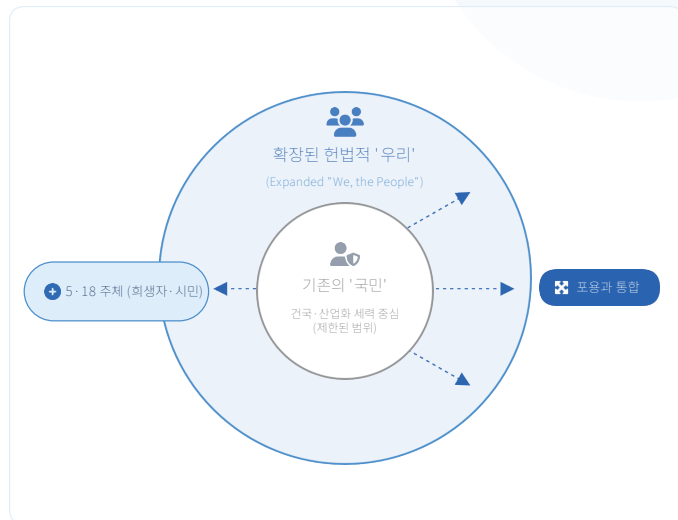 확장된 헌법적 '우리'
(Expanded "We, the People")
기존의 '국민'
건국·산업화 세력 중심
(제한된 범위)
5·18 주체 (희생자·시민)
포용과 통합